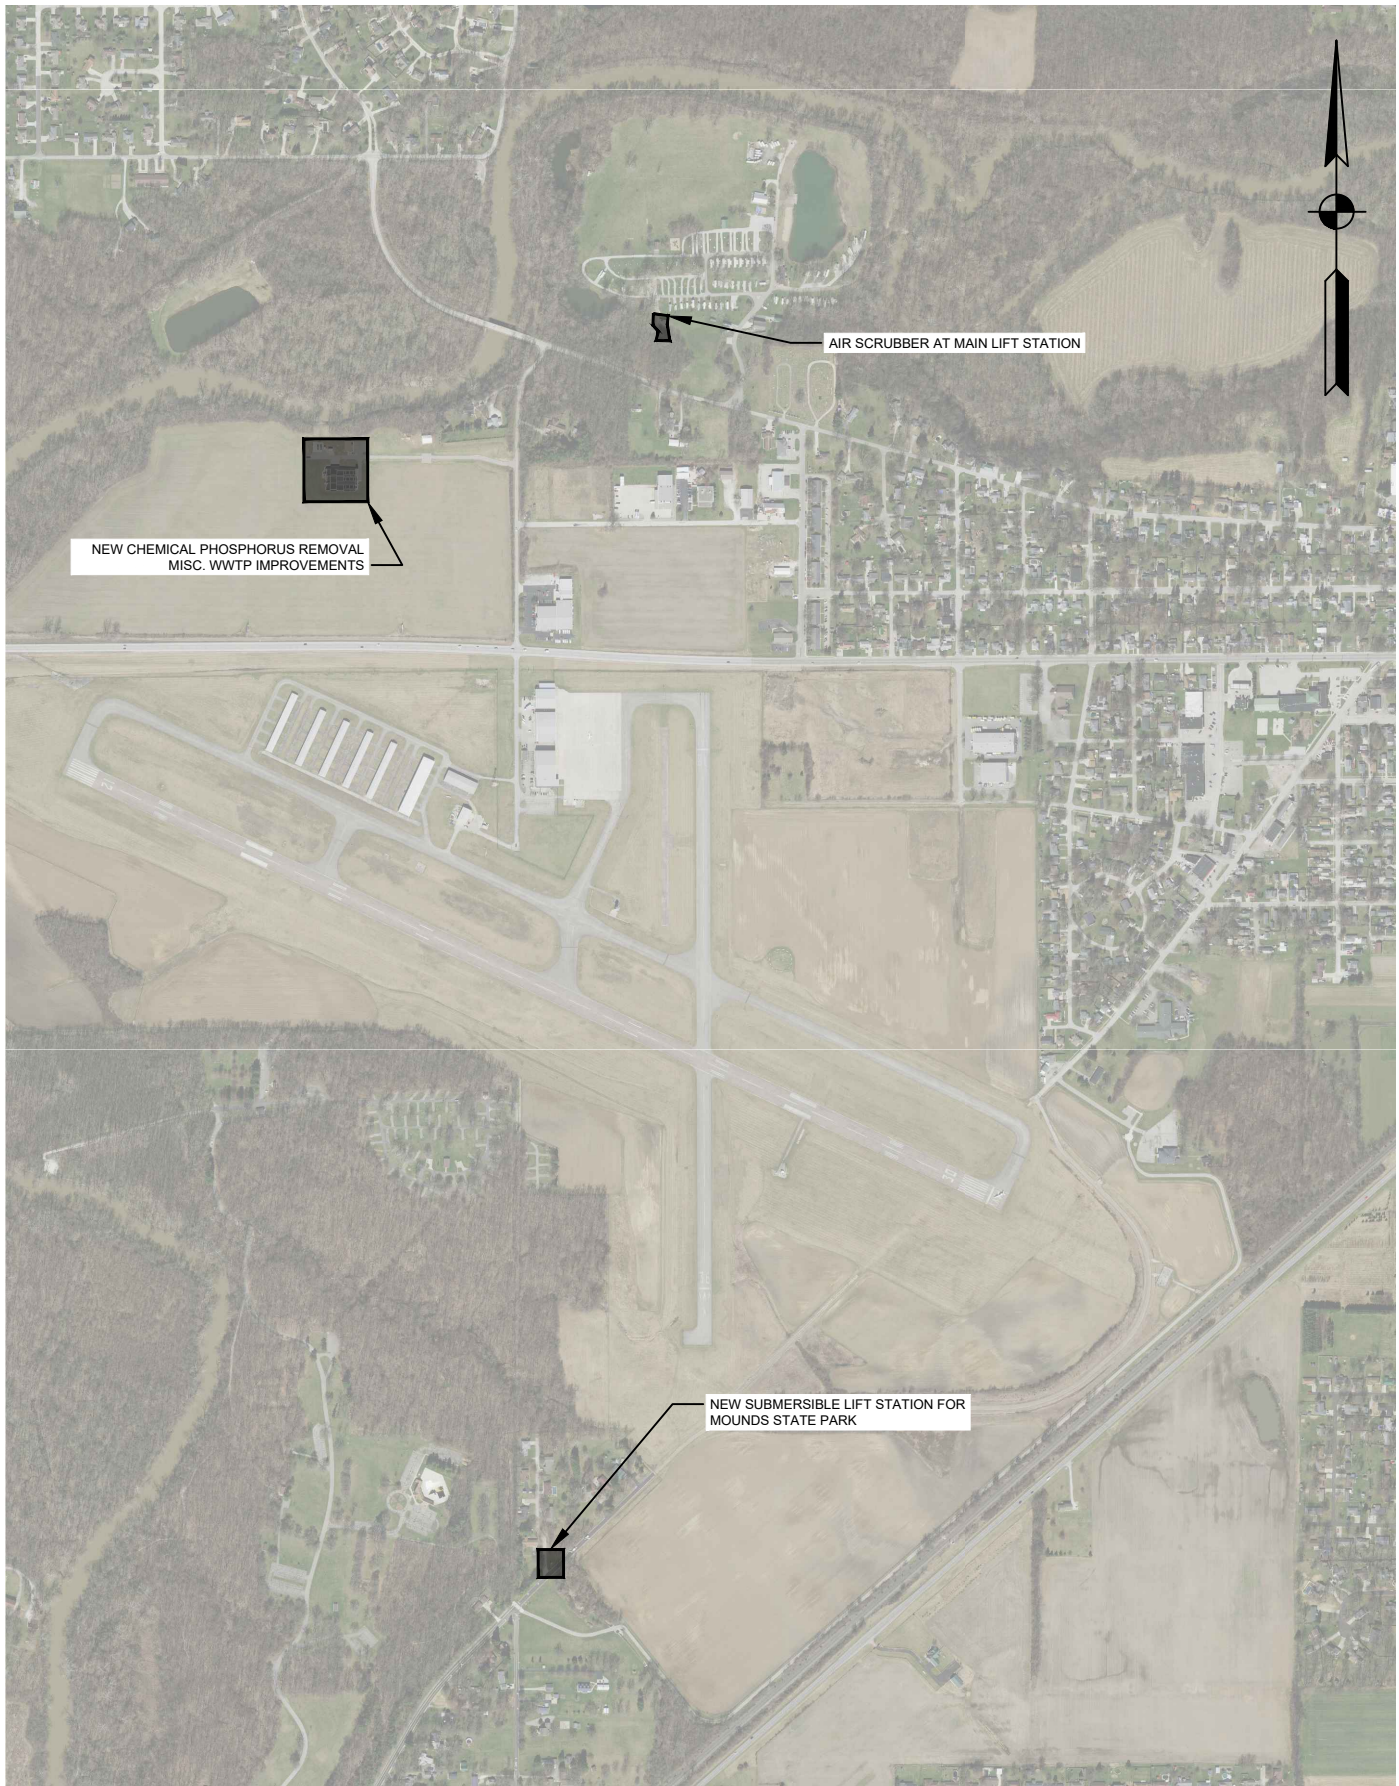 AIR SCRUBBER AT MAIN LIFT STATION
NEW CHEMICAL PHOSPHORUS REMOVAL
MISC. WWTP IMPROVEMENTS
NEW SUBMERSIBLE LIFT STATION FOR
MOUNDS STATE PARK